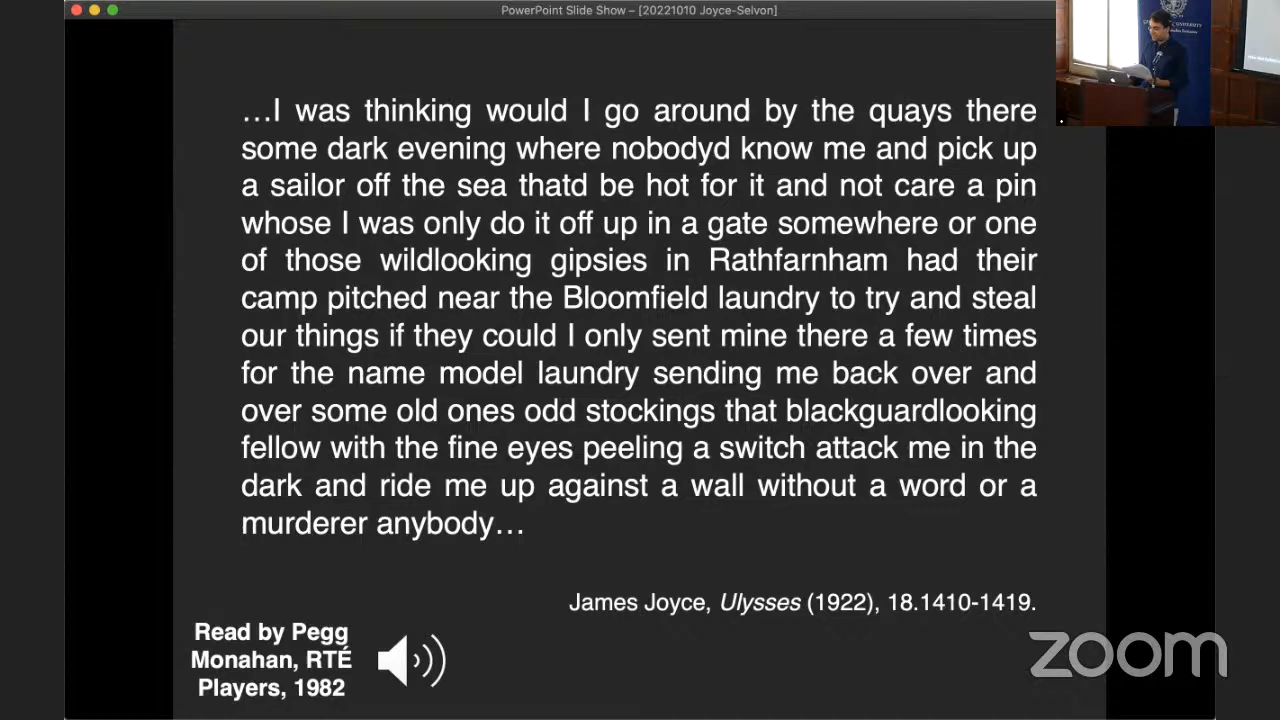 PowerPoint Slide Show – [20221010 Joyce-Selvon]
…I was thinking would I go around by the quays there
some dark evening where nobodyd know me and pick up
a sailor off the sea thatd be hot for it and not care a pin
whose I was only do it off up in a gate somewhere or one
of those wildlooking gipsies in Rathfarnham had their
camp pitched near the Bloomfield laundry to try and steal
our things if they could I only sent mine there a few times
for the name model laundry sending me back over and
over some old ones odd stockings that blackguardlooking
fellow with the fine eyes peeling a switch attack me in the
dark and ride me up against a wall without a word or a
murderer anybody…
James Joyce, Ulysses (1922), 18.1410-1419.
Read by Pegg
Monahan, RTÉ
Players, 1982
zoom